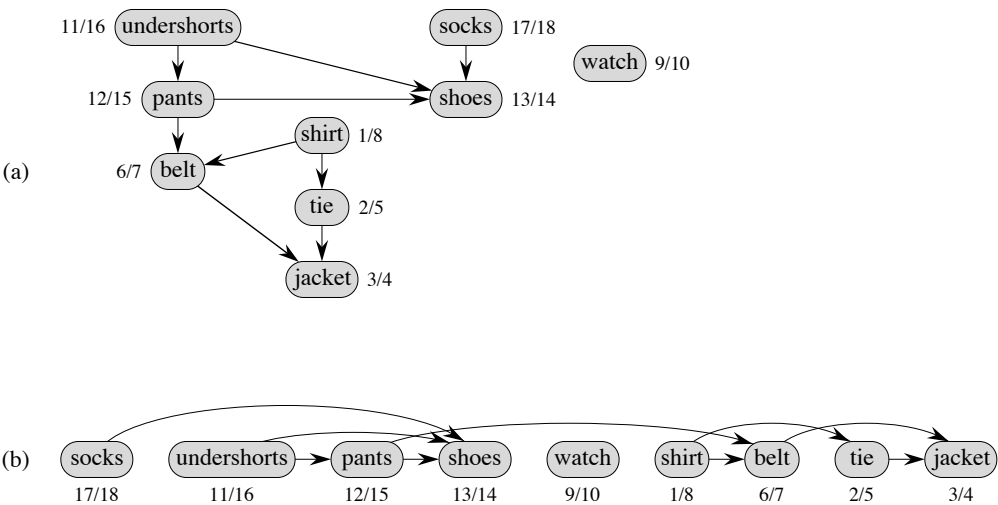 11/16 undershorts socks 17/18
watch 9/10
12/15 pants shoes 13/14
shirt 1/8
(a) 6/7 belt
tie 2/5
jacket 3/4
(b) socks undershorts pants shoes watch shirt belt tie jacket
17/18 11/16 12/15 13/14 9/10 1/8 6/7 2/5 3/4